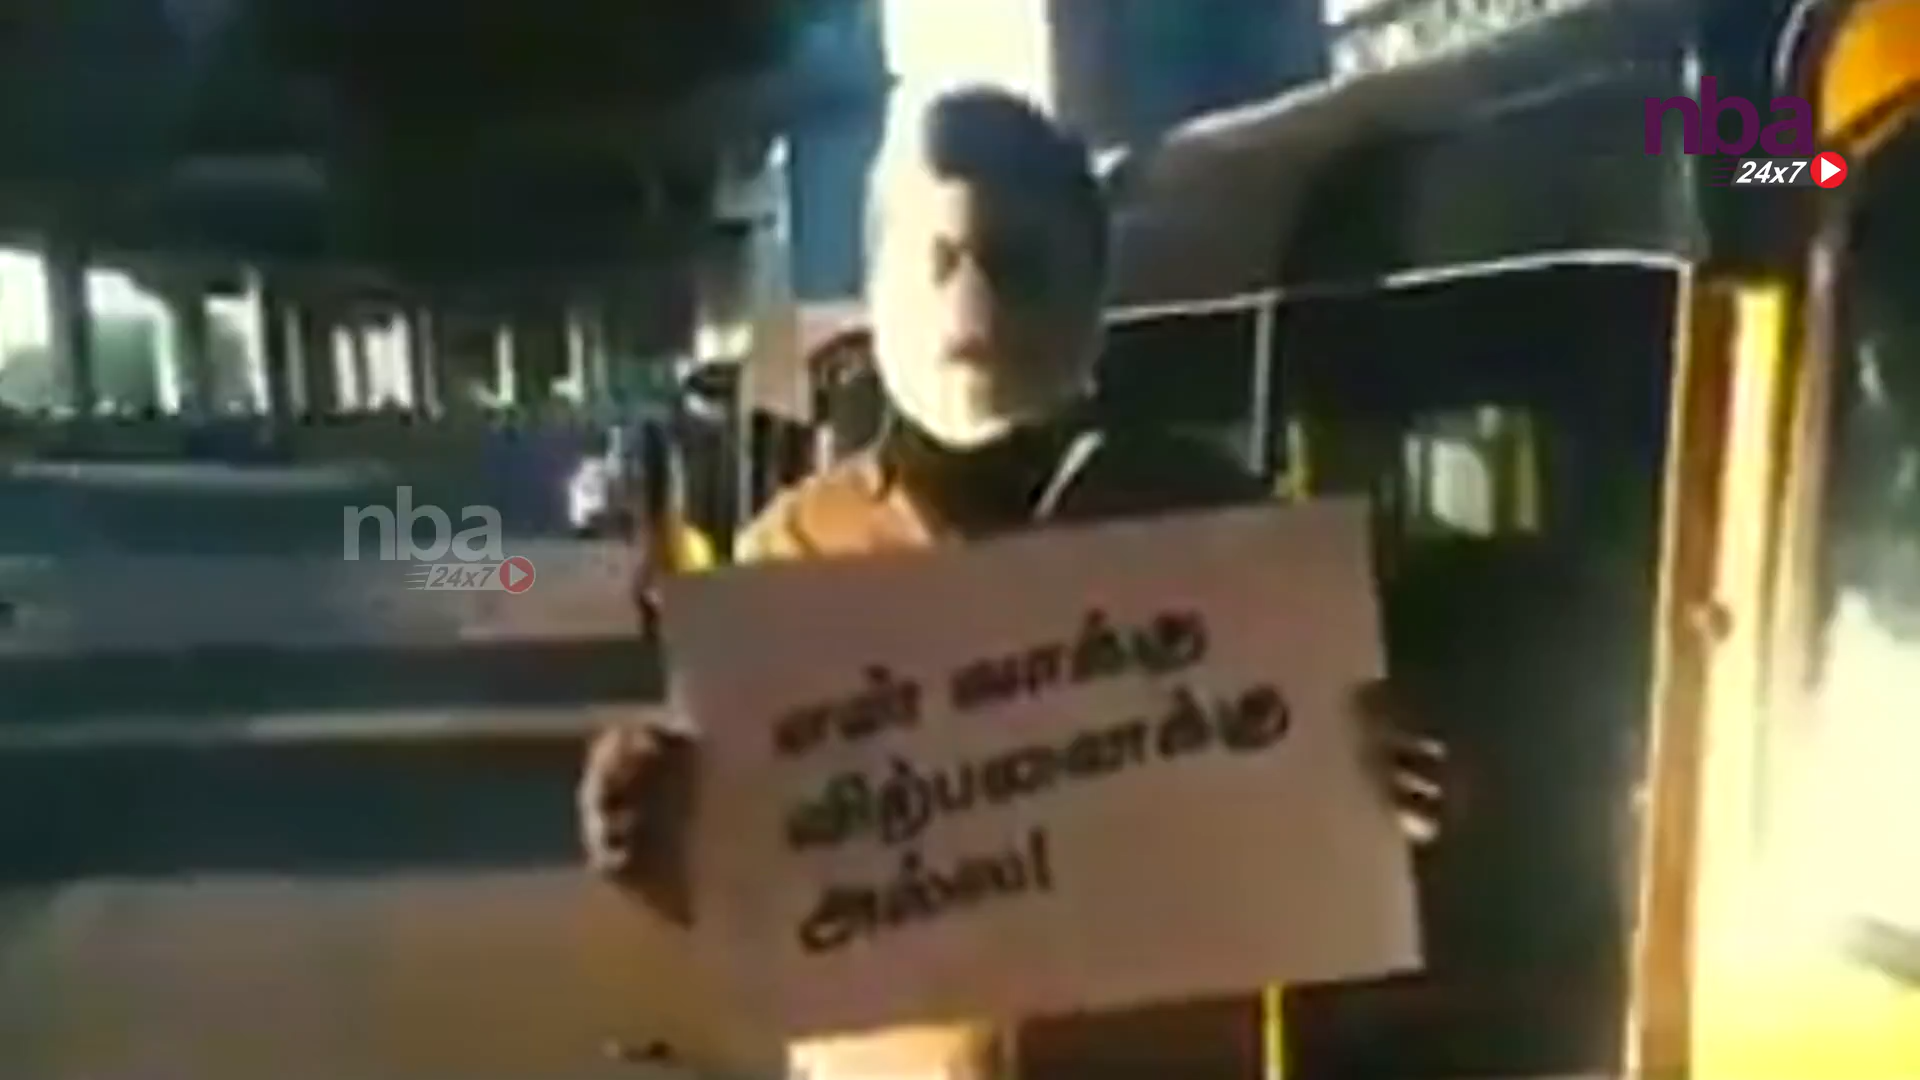 nba
24x7
nba
24x7
என் வாக்கு
விற்பனைக்கு
அல்ல!